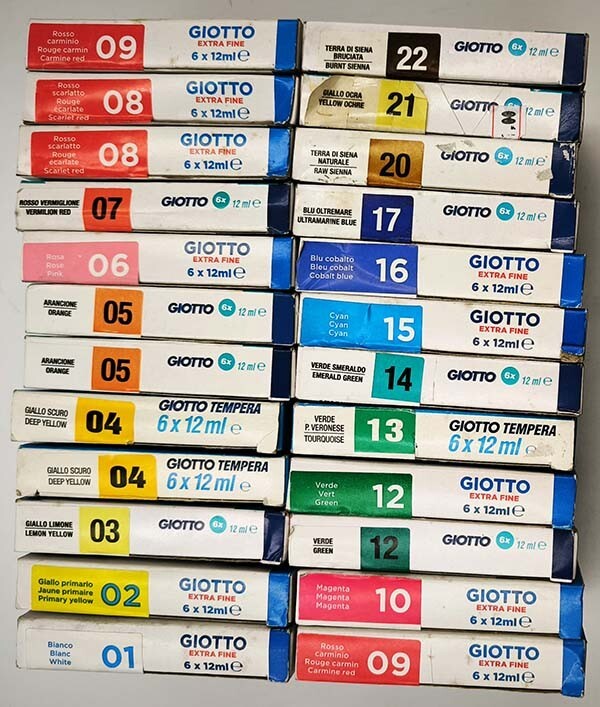 Rosso
carminio
Rouge carmin
Carmine red
09
GIOTTO
EXTRA FINE
6 x 12ml e
Rosso
scarlatto
Rouge
écarlate
Scarlet red
08
GIOTTO
EXTRA FINE
6 x 12ml e
Rosso
scarlatto
Rouge
écarlate
Scarlet red
08
GIOTTO
EXTRA FINE
6 x 12ml e
ROSSO VERMIGLIONE
VERMILION RED
07
GIOTTO 6x 12 ml e
Rosa
Rose
Pink
06
GIOTTO
EXTRA FINE
6 x 12ml e
ARANCIONE
ORANGE
05
GIOTTO 6x 12 ml e
ARANCIONE
ORANGE
05
GIOTTO 6x 12 ml e
GIALLO SCURO
DEEP YELLOW
04
GIOTTO TEMPERA
6 x 12 ml e
GIALLO SCURO
DEEP YELLOW
04
GIOTTO TEMPERA
6 x 12 ml e
GIALLO LIMONE
LEMON YELLOW
03
GIOTTO 6x 12 ml e
Giallo primario
Jaune primaire
Primary yellow
02
GIOTTO
EXTRA FINE
6 x 12ml e
Bianco
Blanc
White
01
GIOTTO
EXTRA FINE
6 x 12ml e
TERRA DI SIENA
BRUCIATA
BURNT SIENNA
22
GIOTTO 6x 12 ml e
GIALLO OCRA
YELLOW OCHRE
21
GIOTTO 12 ml e
TERRA DI SIENA
NATURALE
RAW SIENNA
20
GIOTTO 6x 12 ml e
BLU OLTREMARE
ULTRAMARINE BLUE
17
GIOTTO 6x 12 ml e
Blu cobalto
Bleu cobalt
Cobalt blue
16
GIOTTO
EXTRA FINE
6 x 12ml e
Cyan
Cyan
Cyan
15
GIOTTO
EXTRA FINE
6 x 12ml e
VERDE SMERALDO
EMERALD GREEN
14
GIOTTO 6x 12 ml e
VERDE
P. VERONESE
TOURQUOISE
13
GIOTTO TEMPERA
6 x 12 ml e
Verde
Vert
Green
12
GIOTTO
EXTRA FINE
6 x 12ml e
VERDE
GREEN
12
GIOTTO 6x 12 ml e
Magenta
Magenta
Magenta
10
GIOTTO
EXTRA FINE
6 x 12ml e
Rosso
carminio
Rouge carmin
Carmine red
09
GIOTTO
EXTRA FINE
6 x 12ml e